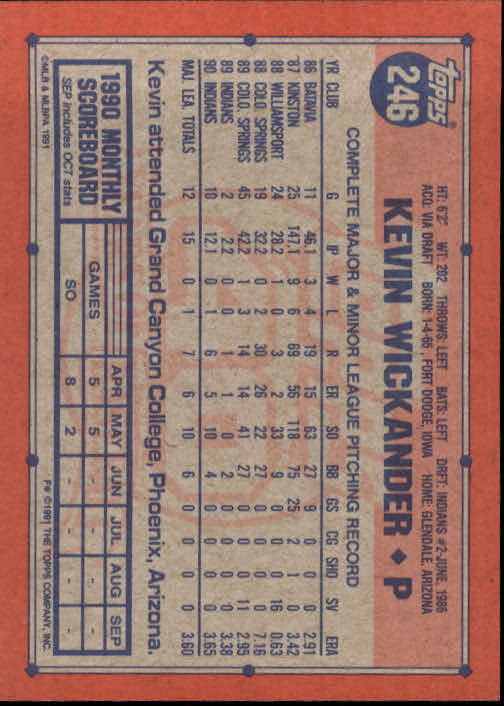 TOPPS
246
HT: 6'2" WT: 202 THROWS: LEFT BATS: LEFT DRFT: INDIANS #2-JUNE, 1986
ACQ: VIA DRAFT BORN: 1-4-65, FORT DODGE, IOWA HOME: GLENDALE, ARIZONA
KEVIN WICKANDER ◆ P
COMPLETE MAJOR & MINOR LEAGUE PITCHING RECORD
YR CLUB G IP W L R ER SO BB GS CG SHO SV ERA
86 BATAVIA 11 46.1 3 4 19 15 63 27 9 0 0 0 2.91
87 KINSTON 25 147.1 9 6 69 56 118 75 25 2 1 0 3.42
88 WILLIAMSPORT 24 28.2 1 0 3 2 33 9 0 0 0 16 0.63
88 COLO. SPRINGS 19 32.2 0 2 30 26 22 27 0 0 0 0 7.16
89 COLO. SPRINGS 45 42.2 1 3 14 14 41 27 0 0 0 11 2.95
89 INDIANS 2 2.2 0 0 1 1 0 2 0 0 0 0 3.38
90 INDIANS 10 12.1 0 1 6 5 10 4 0 0 0 0 3.65
MAJ. LEA. TOTALS 12 15 0 1 7 6 10 6 0 0 0 0 3.60
Kevin attended Grand Canyon College, Phoenix, Arizona.
1990 MONTHLY SCOREBOARD
SEP includes OCT stats
APR MAY JUN JUL AUG SEP
GAMES 5 5 - - - -
SO 8 2 - - - -
©MLB & MLBPA 1991
F* ©1991 THE TOPPS COMPANY, INC.